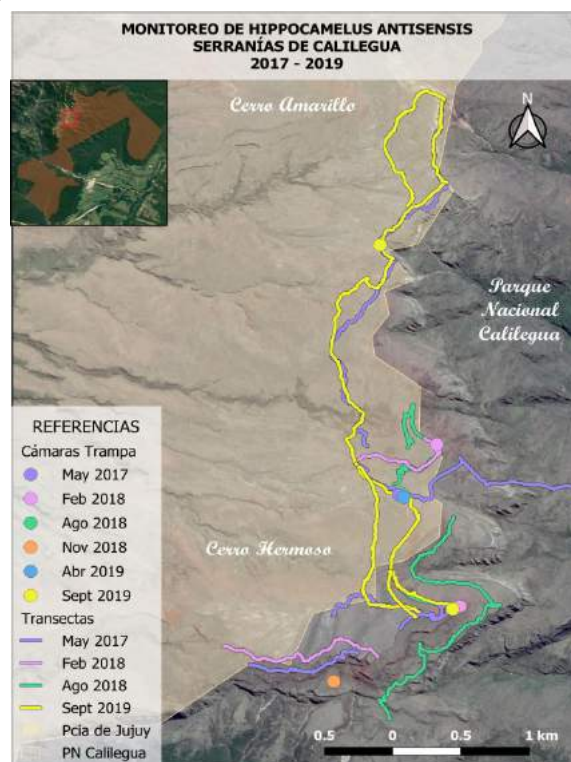 MONITOREO DE HIPPOCAMELUS ANTISENSIS
SERRANÍAS DE CALILEGUA
2017 - 2019
Cerro Amarillo
N
Parque
Nacional
Calilegua
Cerro Hermoso
REFERENCIAS
Cámaras Trampa
May 2017
Feb 2018
Ago 2018
Nov 2018
Abr 2019
Sept 2019
Transectas
May 2017
Feb 2018
Ago 2018
Sept 2019
Pcia de Jujuy
PN Calilegua
0.5 0 0.5 1 km